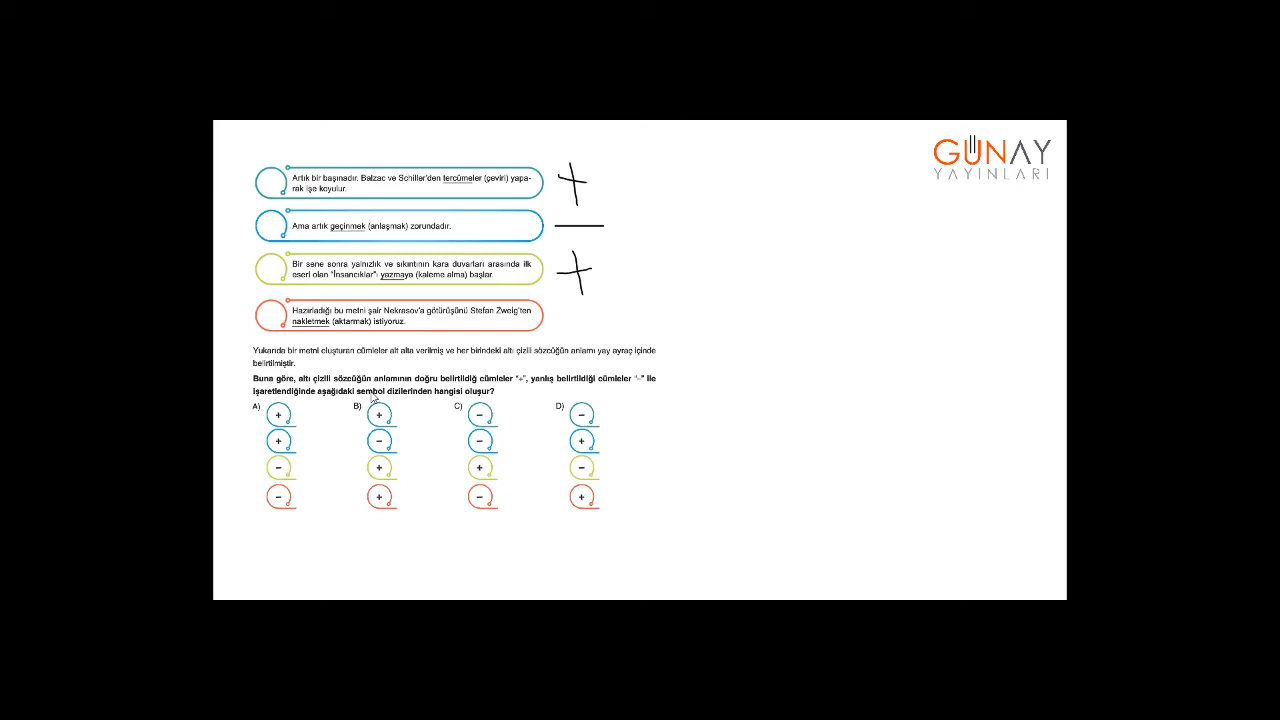 GÜNAY
YAYINLARI
Artık bir başınadır. Balzac ve Schiller'den tercümeler (çeviri) yapa-
rak işe koyulur.
+
Ama artık geçinmek (anlaşmak) zorundadır.
—
Bir sene sonra yalnızlık ve sıkıntının kara duvarları arasında ilk
eseri olan "İnsancıklar"ı yazmaya (kaleme alma) başlar.
+
Hazırladığı bu metni şair Nekrasov'a götürüşünü Stefan Zweig'ten
nakletmek (aktarmak) istiyoruz.
Yukarıda bir metni oluşturan cümleler alt alta verilmiş ve her birindeki altı çizili sözcüğün anlamı yay ayraç içinde
belirtilmiştir.
Buna göre, altı çizili sözcüğün anlamının doğru belirtildiğ cümleler "+", yanlış belirtildiği cümleler "–" ile
işaretlendiğinde aşağıdaki sembol dizilerinden hangisi oluşur?
A) + B) + C) – D) –
+ – – +
– + + –
– + – +